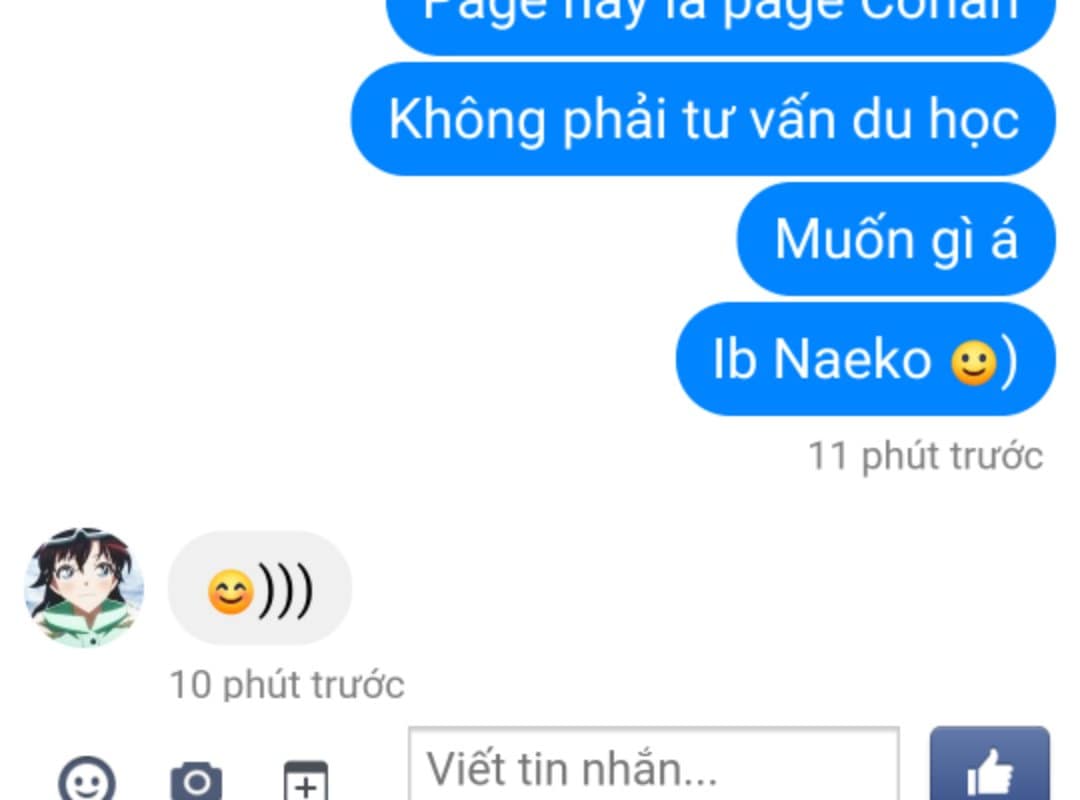 Page này là page Conan
Không phải tư vấn du học
Muốn gì á
Ib Naeko 🙂)
11 phút trước
😊)))
10 phút trước
Viết tin nhắn...